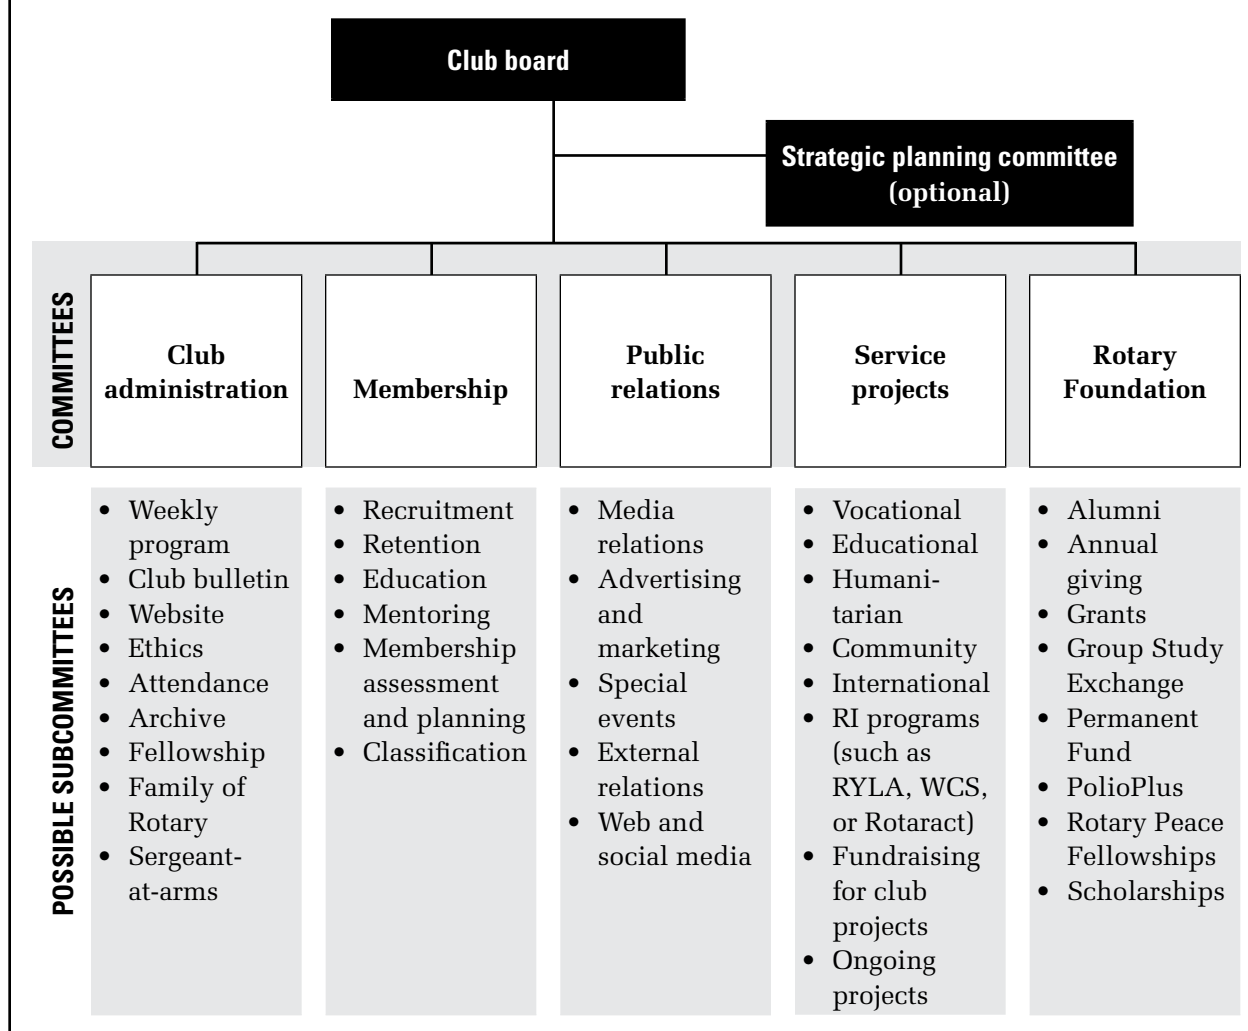 Club board
Strategic planning committee
(optional)
COMMITTEES
Club
administration
Membership
Public
relations
Service
projects
Rotary
Foundation
POSSIBLE SUBCOMMITTEES
• Weekly
program
• Club bulletin
• Website
• Ethics
• Attendance
• Archive
• Fellowship
• Family of
Rotary
• Sergeant-
at-arms
• Recruitment
• Retention
• Education
• Mentoring
• Membership
assessment
and planning
• Classification
• Media
relations
• Advertising
and
marketing
• Special
events
• External
relations
• Web and
social media
• Vocational
• Educational
• Humani-
tarian
• Community
• International
• RI programs
(such as
RYLA, WCS,
or Rotaract)
• Fundraising
for club
projects
• Ongoing
projects
• Alumni
• Annual
giving
• Grants
• Group Study
Exchange
• Permanent
Fund
• PolioPlus
• Rotary Peace
Fellowships
• Scholarships